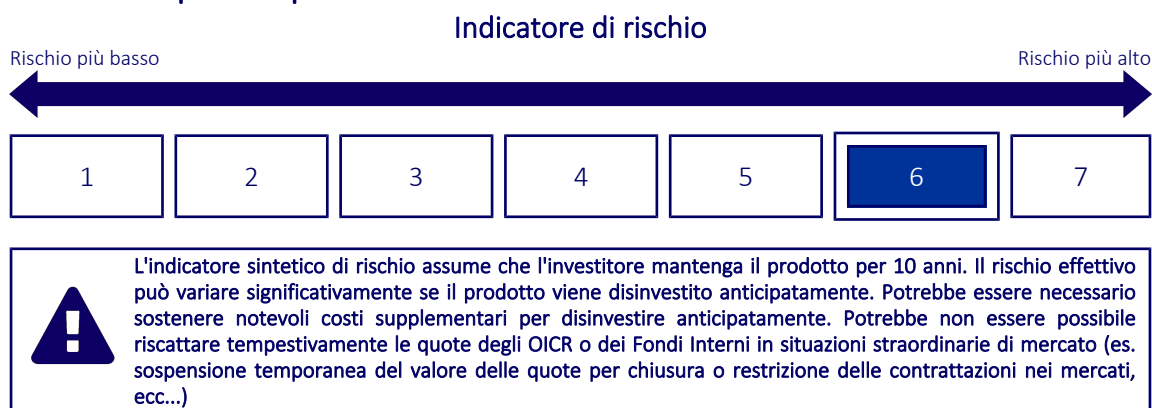 Indicatore di rischio
Rischio più basso
Rischio più alto
1
2
3
4
5
6
7
L'indicatore sintetico di rischio assume che l'investitore mantenga il prodotto per 10 anni. Il rischio effettivo
può variare significativamente se il prodotto viene disinvestito anticipatamente. Potrebbe essere necessario
sostenere notevoli costi supplementari per disinvestire anticipatamente. Potrebbe non essere possibile
riscattare tempestivamente le quote degli OICR o dei Fondi Interni in situazioni straordinarie di mercato (es.
sospensione temporanea del valore delle quote per chiusura o restrizione delle contrattazioni nei mercati,
ecc...)